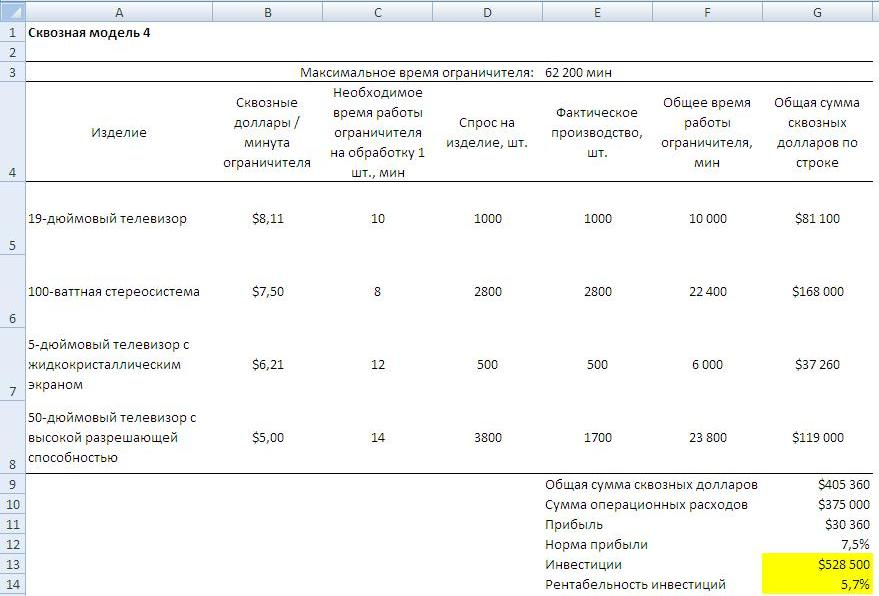 A B C D E F G
1 Сквозная модель 4
2
3 Максимальное время ограничителя: 62 200 мин
4 Изделие
Сквозные
доллары /
минута
ограничителя
Необходимое
время работы
ограничителя
на обработку 1
шт., мин
Спрос на
изделие, шт.
Фактическое
производство,
шт.
Общее время
работы
ограничителя,
мин
Общая сумма
сквозных
долларов по
строке
5 19-дюймовый телевизор $8,11 10 1000 1000 10 000 $81 100
6 100-ваттная стереосистема $7,50 8 2800 2800 22 400 $168 000
7 5-дюймовый телевизор с
жидкокристаллическим
экраном
$6,21 12 500 500 6 000 $37 260
8 50-дюймовый телевизор с
высокой разрешающей
способностью
$5,00 14 3800 1700 23 800 $119 000
9 Общая сумма сквозных долларов $405 360
10 Сумма операционных расходов $375 000
11 Прибыль $30 360
12 Норма прибыли 7,5%
13 Инвестиции $528 500
14 Рентабельность инвестиций 5,7%